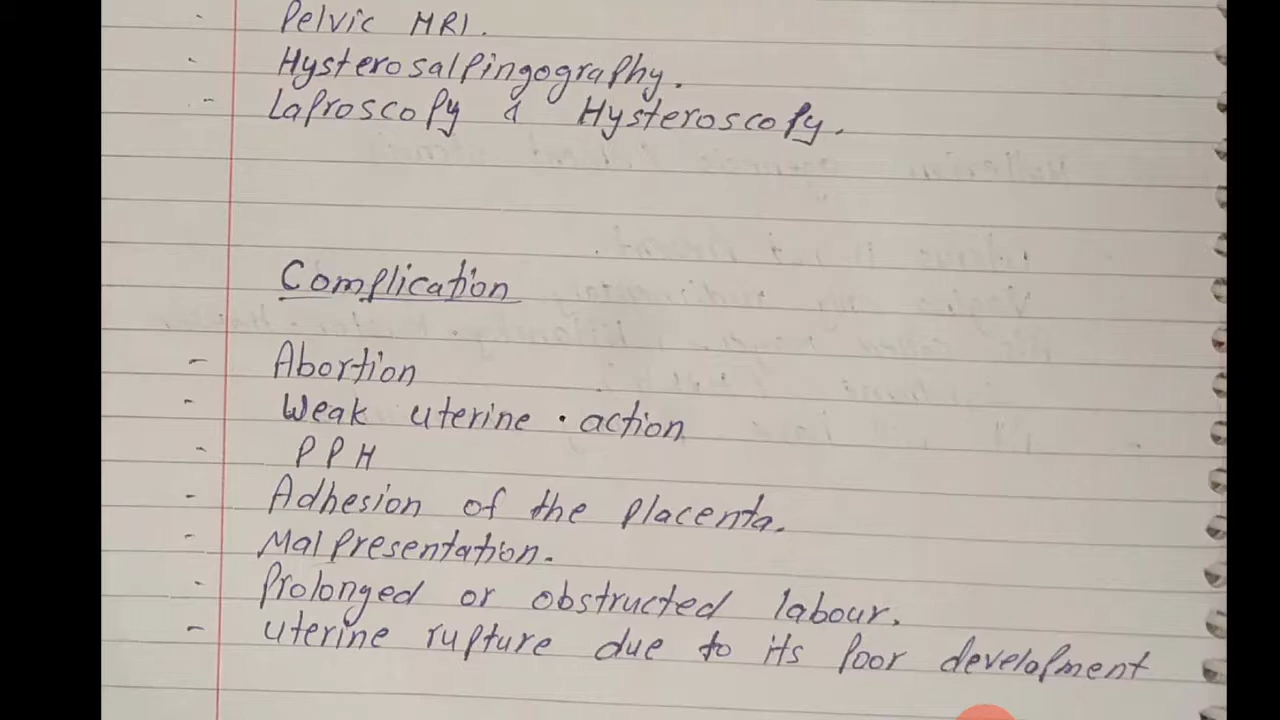 - Pelvic MRI.
- Hysterosalpingography.
- Laproscopy & Hysteroscopy.
Complication
- Abortion
- Weak uterine action
- PPH
- Adhesion of the placenta.
- Malpresentation.
- Prolonged or obstructed labour.
- uterine rupture due to its poor development